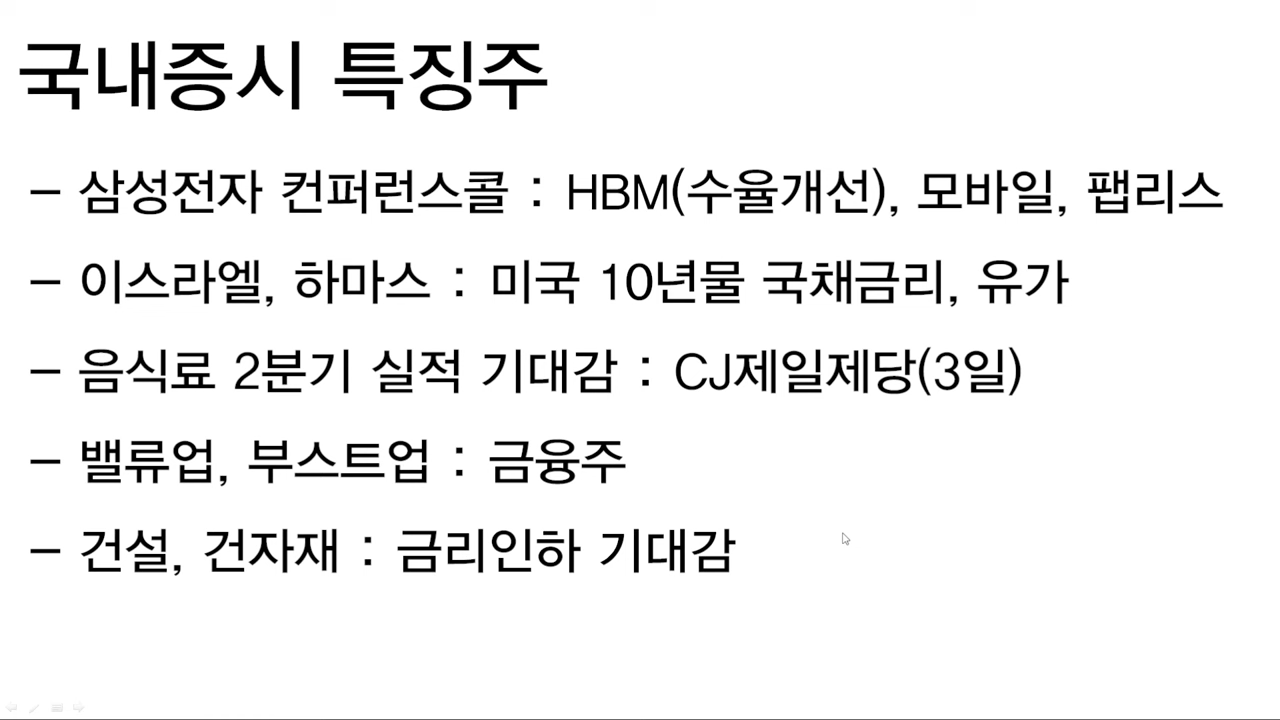 국내증시 특징주
– 삼성전자 컨퍼런스콜 : HBM(수율개선), 모바일, 팹리스
– 이스라엘, 하마스 : 미국 10년물 국채금리, 유가
– 음식료 2분기 실적 기대감 : CJ제일제당(3일)
– 밸류업, 부스트업 : 금융주
– 건설, 건자재 : 금리인하 기대감